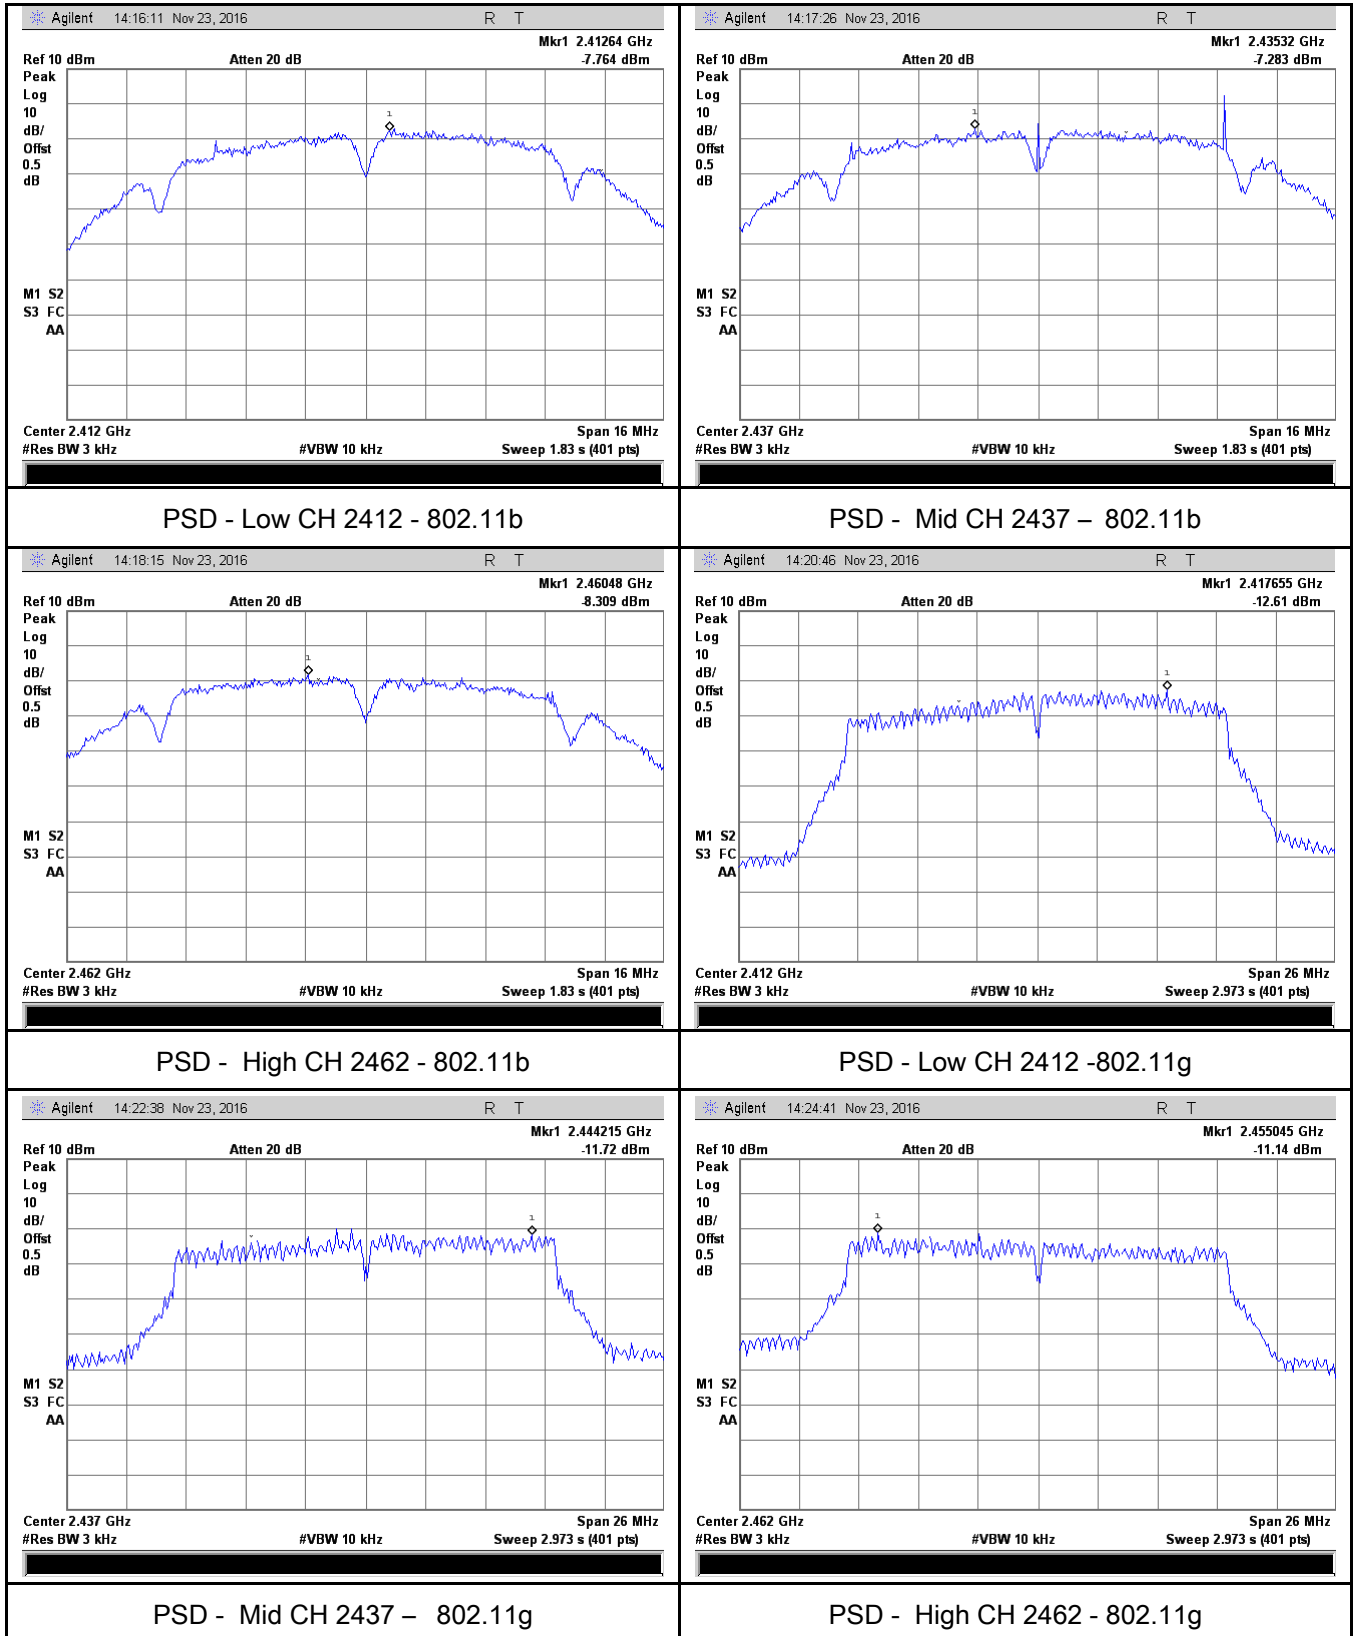 Agilent 14:16:11 Nov 23, 2016 R T
Mkr1 2.41264 GHz
Ref 10 dBm Atten 20 dB -7.764 dBm
Peak
Log
10
dB/
Offst
0.5
dB
1
M1 S2
S3 FC
AA
Center 2.412 GHz Span 16 MHz
#Res BW 3 kHz #VBW 10 kHz Sweep 1.83 s (401 pts)
PSD - Low CH 2412 - 802.11b
Agilent 14:17:26 Nov 23, 2016 R T
Mkr1 2.43532 GHz
Ref 10 dBm Atten 20 dB -7.283 dBm
Peak
Log
10
dB/
Offst
0.5
dB
1
M1 S2
S3 FC
AA
Center 2.437 GHz Span 16 MHz
#Res BW 3 kHz #VBW 10 kHz Sweep 1.83 s (401 pts)
PSD - Mid CH 2437 – 802.11b
Agilent 14:18:15 Nov 23, 2016 R T
Mkr1 2.46048 GHz
Ref 10 dBm Atten 20 dB -8.309 dBm
Peak
Log
10
dB/
Offst
0.5
dB
1
M1 S2
S3 FC
AA
Center 2.462 GHz Span 16 MHz
#Res BW 3 kHz #VBW 10 kHz Sweep 1.83 s (401 pts)
PSD - High CH 2462 - 802.11b
Agilent 14:20:46 Nov 23, 2016 R T
Mkr1 2.417655 GHz
Ref 10 dBm Atten 20 dB -12.61 dBm
Peak
Log
10
dB/
Offst
0.5
dB
1
M1 S2
S3 FC
AA
Center 2.412 GHz Span 26 MHz
#Res BW 3 kHz #VBW 10 kHz Sweep 2.973 s (401 pts)
PSD - Low CH 2412 -802.11g
Agilent 14:22:38 Nov 23, 2016 R T
Mkr1 2.444215 GHz
Ref 10 dBm Atten 20 dB -11.72 dBm
Peak
Log
10
dB/
Offst
0.5
dB
1
M1 S2
S3 FC
AA
Center 2.437 GHz Span 26 MHz
#Res BW 3 kHz #VBW 10 kHz Sweep 2.973 s (401 pts)
PSD - Mid CH 2437 – 802.11g
Agilent 14:24:41 Nov 23, 2016 R T
Mkr1 2.455045 GHz
Ref 10 dBm Atten 20 dB -11.14 dBm
Peak
Log
10
dB/
Offst
0.5
dB
1
M1 S2
S3 FC
AA
Center 2.462 GHz Span 26 MHz
#Res BW 3 kHz #VBW 10 kHz Sweep 2.973 s (401 pts)
PSD - High CH 2462 - 802.11g